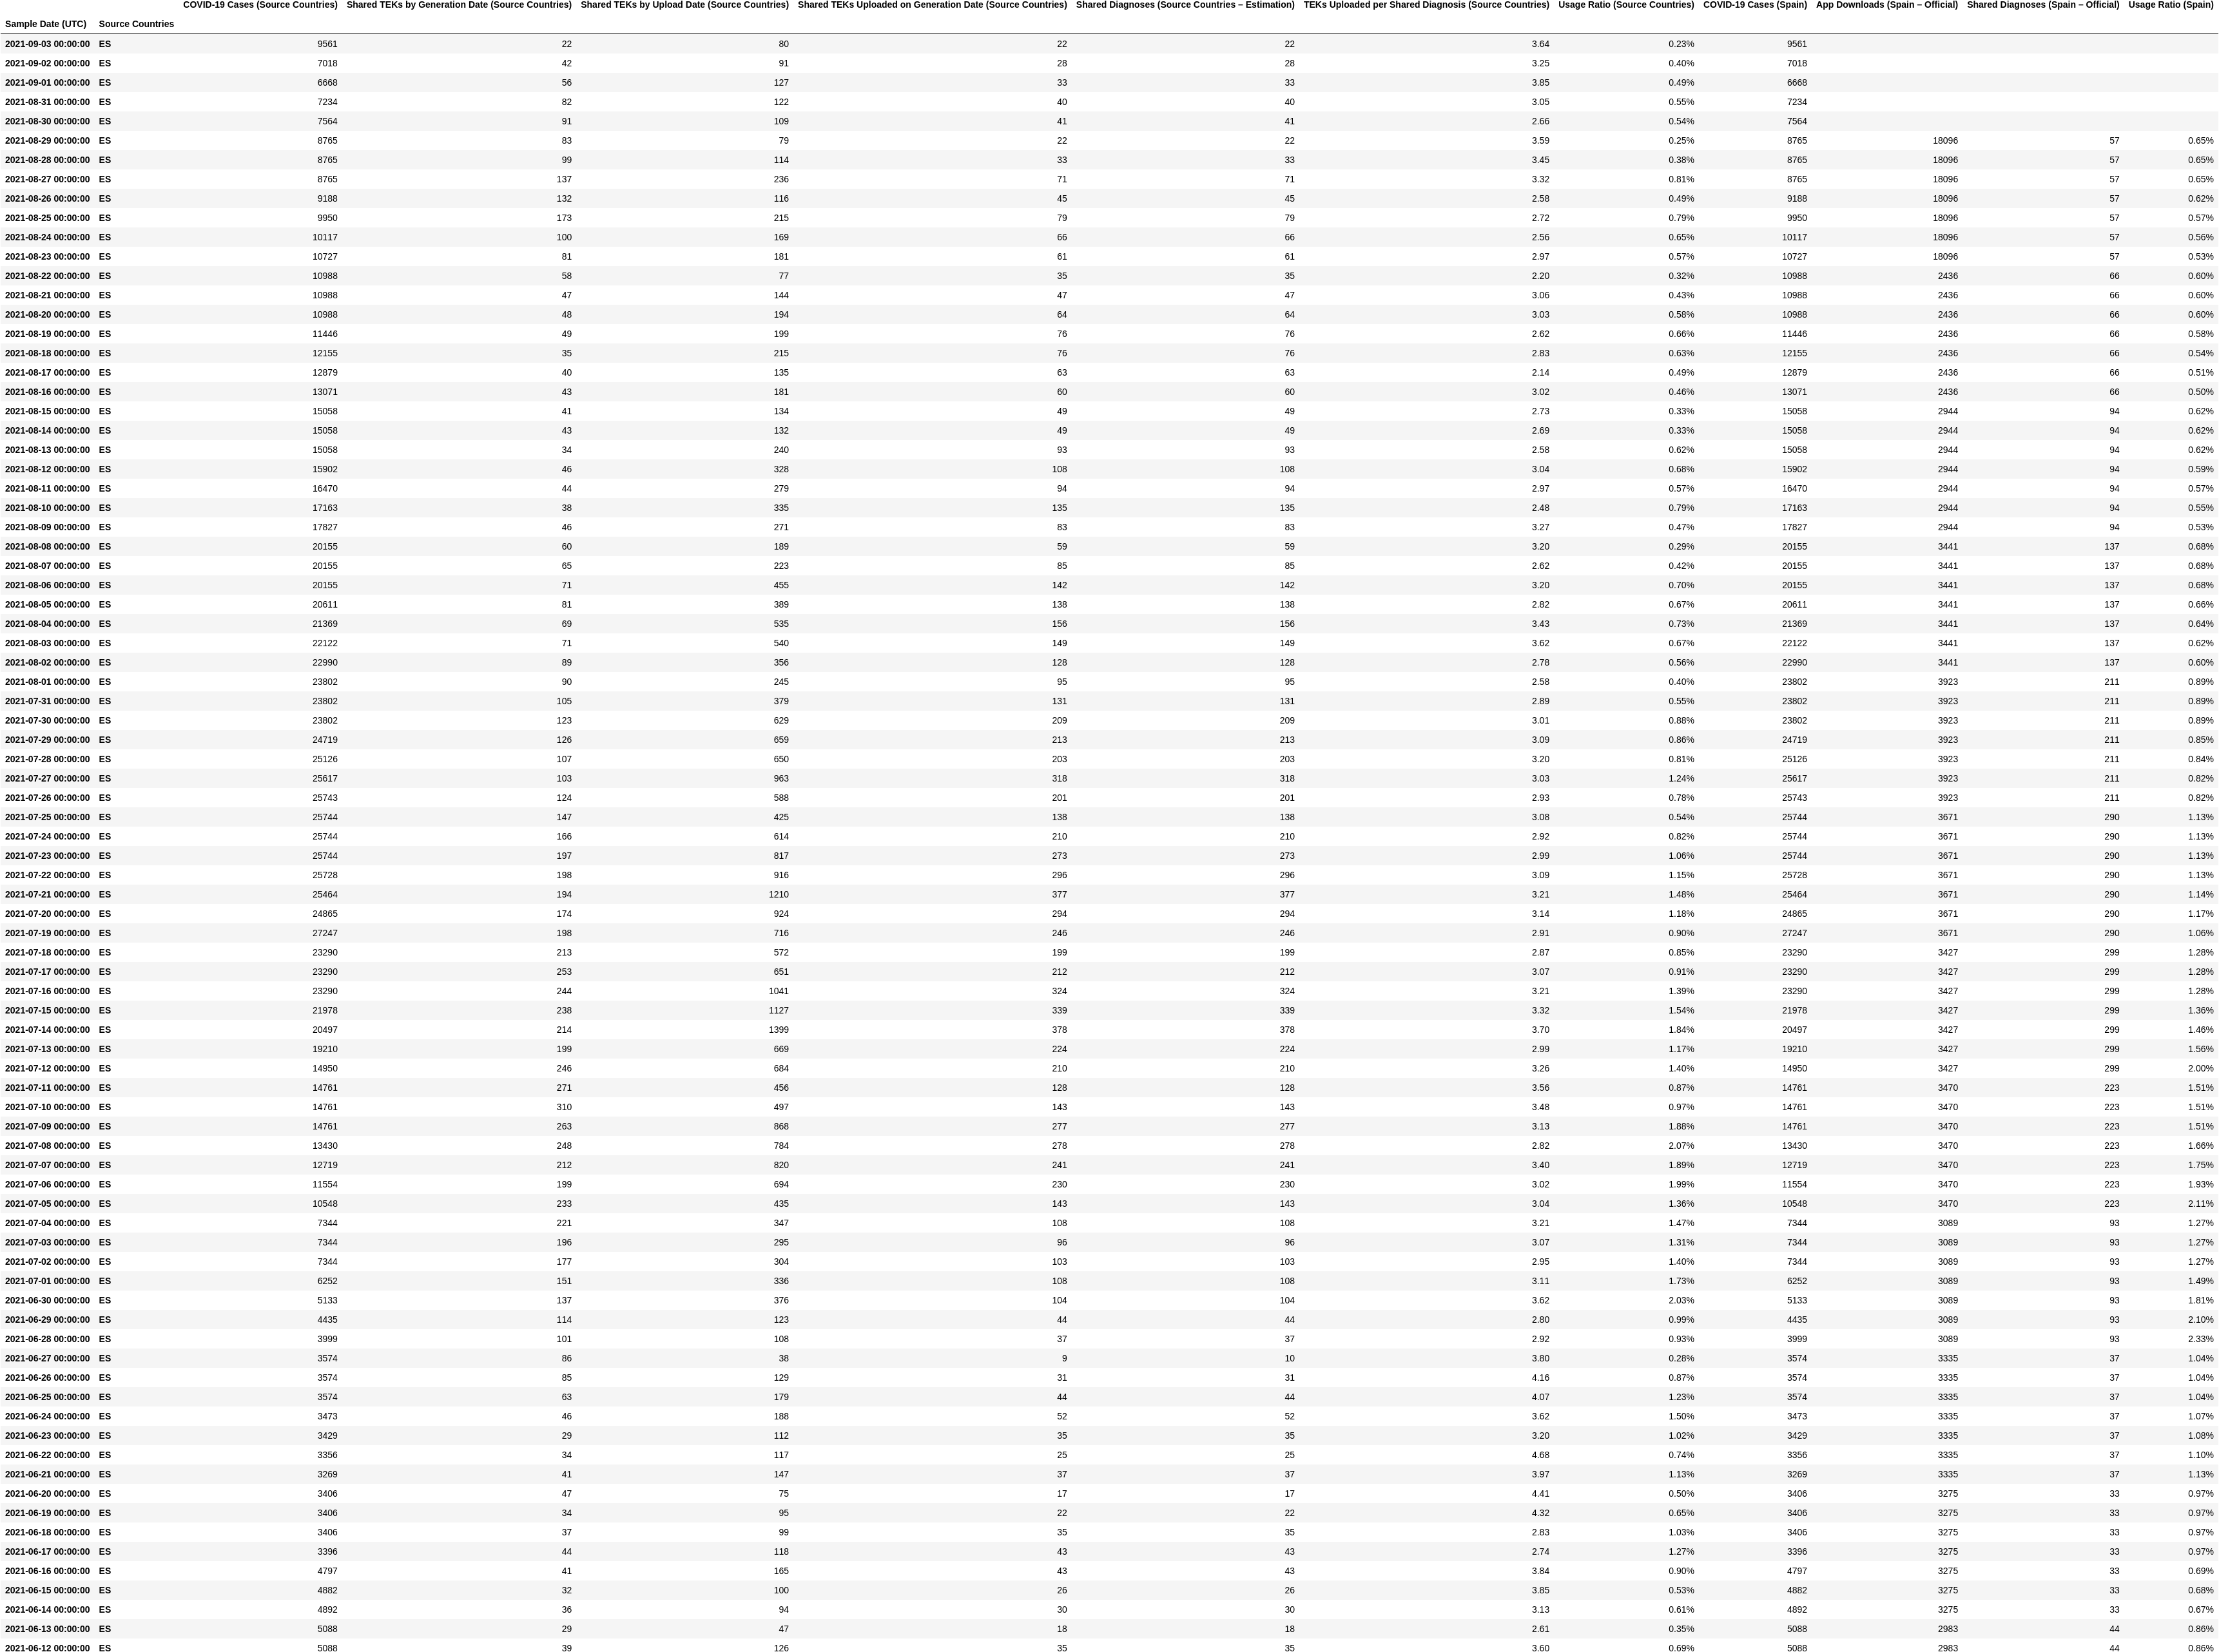 COVID-19 Cases (Source Countries) Shared TEKs by Generation Date (Source Countries) Shared TEKs by Upload Date (Source Countries) Shared TEKs Uploaded on Generation Date (Source Countries) Shared Diagnoses (Source Countries – Estimation) TEKs Uploaded per Shared Diagnosis (Source Countries) Usage Ratio (Source Countries) COVID-19 Cases (Spain) App Downloads (Spain – Official) Shared Diagnoses (Spain – Official) Usage Ratio (Spain)
Sample Date (UTC) Source Countries
2021-09-03 00:00:00 ES 9561 22 80 22 22 3.64 0.23% 9561
2021-09-02 00:00:00 ES 7018 42 91 28 28 3.25 0.40% 7018
2021-09-01 00:00:00 ES 6668 56 127 33 33 3.85 0.49% 6668
2021-08-31 00:00:00 ES 7234 82 122 40 40 3.05 0.55% 7234
2021-08-30 00:00:00 ES 7564 91 109 41 41 2.66 0.54% 7564
2021-08-29 00:00:00 ES 8765 83 79 22 22 3.59 0.25% 8765 18096 57 0.65%
2021-08-28 00:00:00 ES 8765 99 114 33 33 3.45 0.38% 8765 18096 57 0.65%
2021-08-27 00:00:00 ES 8765 137 236 71 71 3.32 0.81% 8765 18096 57 0.65%
2021-08-26 00:00:00 ES 9188 132 116 45 45 2.58 0.49% 9188 18096 57 0.62%
2021-08-25 00:00:00 ES 9950 173 215 79 79 2.72 0.79% 9950 18096 57 0.57%
2021-08-24 00:00:00 ES 10117 100 169 66 66 2.56 0.65% 10117 18096 57 0.56%
2021-08-23 00:00:00 ES 10727 81 181 61 61 2.97 0.57% 10727 18096 57 0.53%
2021-08-22 00:00:00 ES 10988 58 77 35 35 2.20 0.32% 10988 2436 66 0.60%
2021-08-21 00:00:00 ES 10988 47 144 47 47 3.06 0.43% 10988 2436 66 0.60%
2021-08-20 00:00:00 ES 10988 48 194 64 64 3.03 0.58% 10988 2436 66 0.60%
2021-08-19 00:00:00 ES 11446 49 199 76 76 2.62 0.66% 11446 2436 66 0.58%
2021-08-18 00:00:00 ES 12155 35 215 76 76 2.83 0.63% 12155 2436 66 0.54%
2021-08-17 00:00:00 ES 12879 40 135 63 63 2.14 0.49% 12879 2436 66 0.51%
2021-08-16 00:00:00 ES 13071 43 181 60 60 3.02 0.46% 13071 2436 66 0.50%
2021-08-15 00:00:00 ES 15058 41 134 49 49 2.73 0.33% 15058 2944 94 0.62%
2021-08-14 00:00:00 ES 15058 43 132 49 49 2.69 0.33% 15058 2944 94 0.62%
2021-08-13 00:00:00 ES 15058 34 240 93 93 2.58 0.62% 15058 2944 94 0.62%
2021-08-12 00:00:00 ES 15902 46 328 108 108 3.04 0.68% 15902 2944 94 0.59%
2021-08-11 00:00:00 ES 16470 44 279 94 94 2.97 0.57% 16470 2944 94 0.57%
2021-08-10 00:00:00 ES 17163 38 335 135 135 2.48 0.79% 17163 2944 94 0.55%
2021-08-09 00:00:00 ES 17827 46 271 83 83 3.27 0.47% 17827 2944 94 0.53%
2021-08-08 00:00:00 ES 20155 60 189 59 59 3.20 0.29% 20155 3441 137 0.68%
2021-08-07 00:00:00 ES 20155 65 223 85 85 2.62 0.42% 20155 3441 137 0.68%
2021-08-06 00:00:00 ES 20155 71 455 142 142 3.20 0.70% 20155 3441 137 0.68%
2021-08-05 00:00:00 ES 20611 81 389 138 138 2.82 0.67% 20611 3441 137 0.66%
2021-08-04 00:00:00 ES 21369 69 535 156 156 3.43 0.73% 21369 3441 137 0.64%
2021-08-03 00:00:00 ES 22122 71 540 149 149 3.62 0.67% 22122 3441 137 0.62%
2021-08-02 00:00:00 ES 22990 89 356 128 128 2.78 0.56% 22990 3441 137 0.60%
2021-08-01 00:00:00 ES 23802 90 245 95 95 2.58 0.40% 23802 3923 211 0.89%
2021-07-31 00:00:00 ES 23802 105 379 131 131 2.89 0.55% 23802 3923 211 0.89%
2021-07-30 00:00:00 ES 23802 123 629 209 209 3.01 0.88% 23802 3923 211 0.89%
2021-07-29 00:00:00 ES 24719 126 659 213 213 3.09 0.86% 24719 3923 211 0.85%
2021-07-28 00:00:00 ES 25126 107 650 203 203 3.20 0.81% 25126 3923 211 0.84%
2021-07-27 00:00:00 ES 25617 103 963 318 318 3.03 1.24% 25617 3923 211 0.82%
2021-07-26 00:00:00 ES 25743 124 588 201 201 2.93 0.78% 25743 3923 211 0.82%
2021-07-25 00:00:00 ES 25744 147 425 138 138 3.08 0.54% 25744 3671 290 1.13%
2021-07-24 00:00:00 ES 25744 166 614 210 210 2.92 0.82% 25744 3671 290 1.13%
2021-07-23 00:00:00 ES 25744 197 817 273 273 2.99 1.06% 25744 3671 290 1.13%
2021-07-22 00:00:00 ES 25728 198 916 296 296 3.09 1.15% 25728 3671 290 1.13%
2021-07-21 00:00:00 ES 25464 194 1210 377 377 3.21 1.48% 25464 3671 290 1.14%
2021-07-20 00:00:00 ES 24865 174 924 294 294 3.14 1.18% 24865 3671 290 1.17%
2021-07-19 00:00:00 ES 27247 198 716 246 246 2.91 0.90% 27247 3671 290 1.06%
2021-07-18 00:00:00 ES 23290 213 572 199 199 2.87 0.85% 23290 3427 299 1.28%
2021-07-17 00:00:00 ES 23290 253 651 212 212 3.07 0.91% 23290 3427 299 1.28%
2021-07-16 00:00:00 ES 23290 244 1041 324 324 3.21 1.39% 23290 3427 299 1.28%
2021-07-15 00:00:00 ES 21978 238 1127 339 339 3.32 1.54% 21978 3427 299 1.36%
2021-07-14 00:00:00 ES 20497 214 1399 378 378 3.70 1.84% 20497 3427 299 1.46%
2021-07-13 00:00:00 ES 19210 199 669 224 224 2.99 1.17% 19210 3427 299 1.56%
2021-07-12 00:00:00 ES 14950 246 684 210 210 3.26 1.40% 14950 3427 299 2.00%
2021-07-11 00:00:00 ES 14761 271 456 128 128 3.56 0.87% 14761 3470 223 1.51%
2021-07-10 00:00:00 ES 14761 310 497 143 143 3.48 0.97% 14761 3470 223 1.51%
2021-07-09 00:00:00 ES 14761 263 868 277 277 3.13 1.88% 14761 3470 223 1.51%
2021-07-08 00:00:00 ES 13430 248 784 278 278 2.82 2.07% 13430 3470 223 1.66%
2021-07-07 00:00:00 ES 12719 212 820 241 241 3.40 1.89% 12719 3470 223 1.75%
2021-07-06 00:00:00 ES 11554 199 694 230 230 3.02 1.99% 11554 3470 223 1.93%
2021-07-05 00:00:00 ES 10548 233 435 143 143 3.04 1.36% 10548 3470 223 2.11%
2021-07-04 00:00:00 ES 7344 221 347 108 108 3.21 1.47% 7344 3089 93 1.27%
2021-07-03 00:00:00 ES 7344 196 295 96 96 3.07 1.31% 7344 3089 93 1.27%
2021-07-02 00:00:00 ES 7344 177 304 103 103 2.95 1.40% 7344 3089 93 1.27%
2021-07-01 00:00:00 ES 6252 151 336 108 108 3.11 1.73% 6252 3089 93 1.49%
2021-06-30 00:00:00 ES 5133 137 376 104 104 3.62 2.03% 5133 3089 93 1.81%
2021-06-29 00:00:00 ES 4435 114 123 44 44 2.80 0.99% 4435 3089 93 2.10%
2021-06-28 00:00:00 ES 3999 101 108 37 37 2.92 0.93% 3999 3089 93 2.33%
2021-06-27 00:00:00 ES 3574 86 38 9 10 3.80 0.28% 3574 3335 37 1.04%
2021-06-26 00:00:00 ES 3574 85 129 31 31 4.16 0.87% 3574 3335 37 1.04%
2021-06-25 00:00:00 ES 3574 63 179 44 44 4.07 1.23% 3574 3335 37 1.04%
2021-06-24 00:00:00 ES 3473 46 188 52 52 3.62 1.50% 3473 3335 37 1.07%
2021-06-23 00:00:00 ES 3429 29 112 35 35 3.20 1.02% 3429 3335 37 1.08%
2021-06-22 00:00:00 ES 3356 34 117 25 25 4.68 0.74% 3356 3335 37 1.10%
2021-06-21 00:00:00 ES 3269 41 147 37 37 3.97 1.13% 3269 3335 37 1.13%
2021-06-20 00:00:00 ES 3406 47 75 17 17 4.41 0.50% 3406 3275 33 0.97%
2021-06-19 00:00:00 ES 3406 34 95 22 22 4.32 0.65% 3406 3275 33 0.97%
2021-06-18 00:00:00 ES 3406 37 99 35 35 2.83 1.03% 3406 3275 33 0.97%
2021-06-17 00:00:00 ES 3396 44 118 43 43 2.74 1.27% 3396 3275 33 0.97%
2021-06-16 00:00:00 ES 4797 41 165 43 43 3.84 0.90% 4797 3275 33 0.69%
2021-06-15 00:00:00 ES 4882 32 100 26 26 3.85 0.53% 4882 3275 33 0.68%
2021-06-14 00:00:00 ES 4892 36 94 30 30 3.13 0.61% 4892 3275 33 0.67%
2021-06-13 00:00:00 ES 5088 29 47 18 18 2.61 0.35% 5088 2983 44 0.86%
2021-06-12 00:00:00 ES 5088 39 126 35 35 3.60 0.69% 5088 2983 44 0.86%